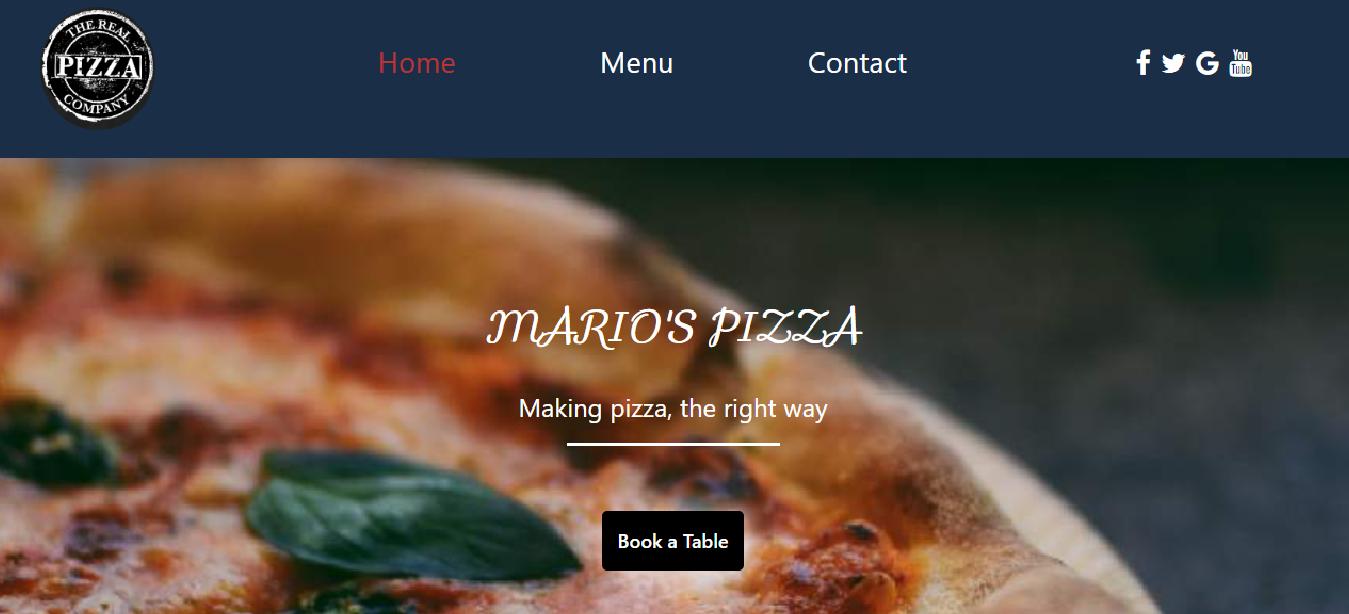 THE REAL
PIZZA
COMPANY
Home
Menu
Contact
You
Tube
MARIO'S PIZZA
Making pizza, the right way
Book a Table